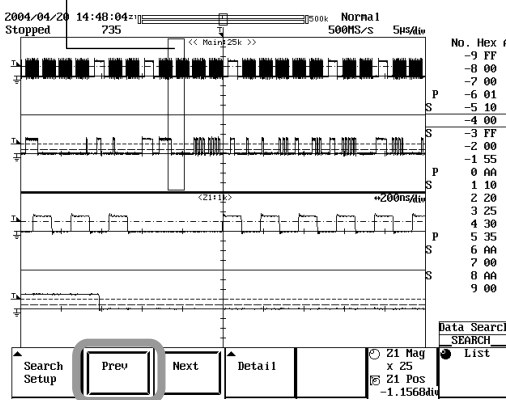 2004/04/20 14:48:04
500k
Normal
Stopped
735
500MS/s
5µs/div
<< Main:25k >>
No. Hex A
-9 FF
-8 00
-7 00
P -6 01
S -5 10
-4 00
S -3 FF
-2 00
-1 55
P 0 AA
S 1 10
2 20
3 25
4 30
P 5 35
S 6 AA
7 00
S 8 AA
9 00
<Z1:1k>
200ns/div
Data Search
SEARCH
List
Search
Setup
Prev
Next
Detail
Z1 Mag
x 25
Z1 Pos
-1.1568div